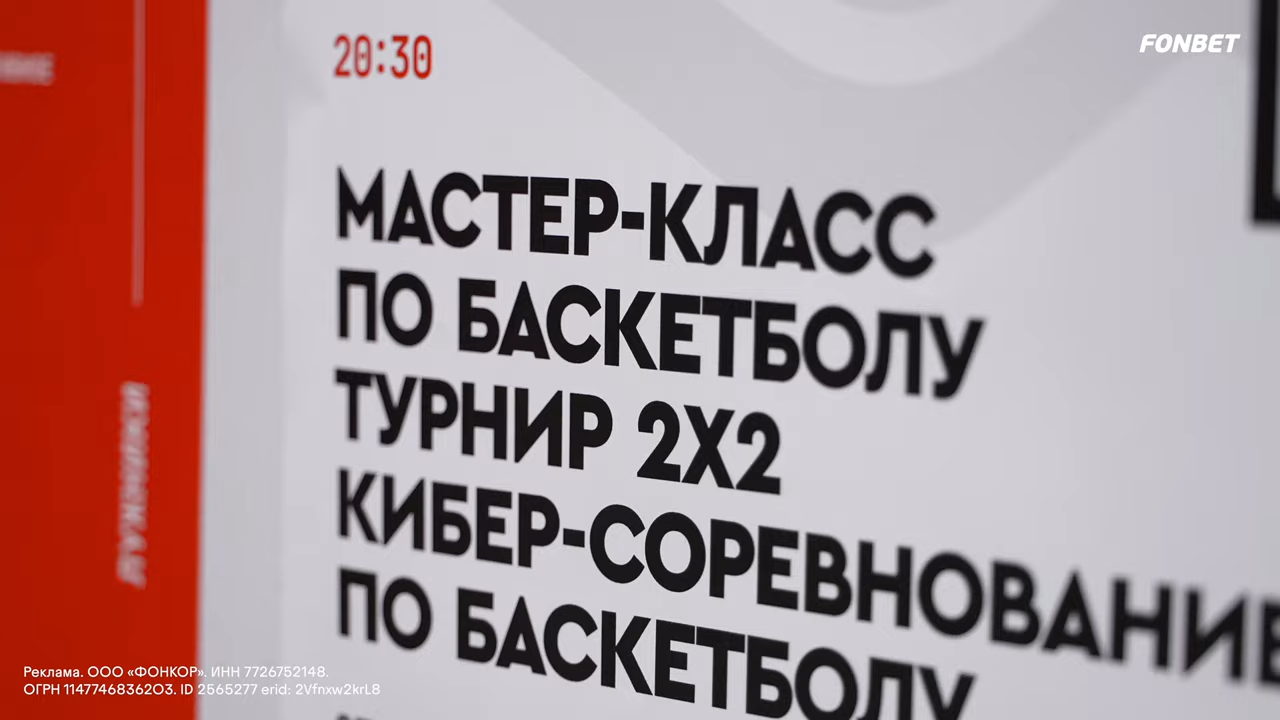 FONBET
20:30
МАСТЕР-КЛАСС
ПО БАСКЕТБОЛУ
ТУРНИР 2X2
КИБЕР-СОРЕВНОВАНИЕ
ПО БАСКЕТБОЛУ
Реклама. ООО «ФОНКОР». ИНН 7726752148.
ОГРН 1147746836203. ID 2565277 erid: 2Vfnxw2krL8